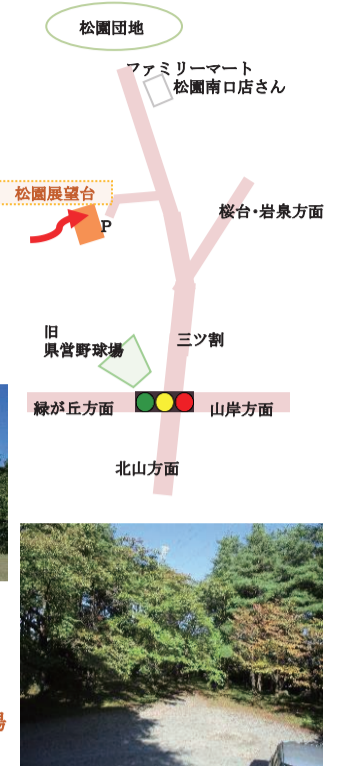 松園団地
ファミリーマート
松園南口店さん
松園展望台
P
桜台・岩泉方面
旧
県営野球場
三ツ割
緑が丘方面
山岸方面
北山方面
場